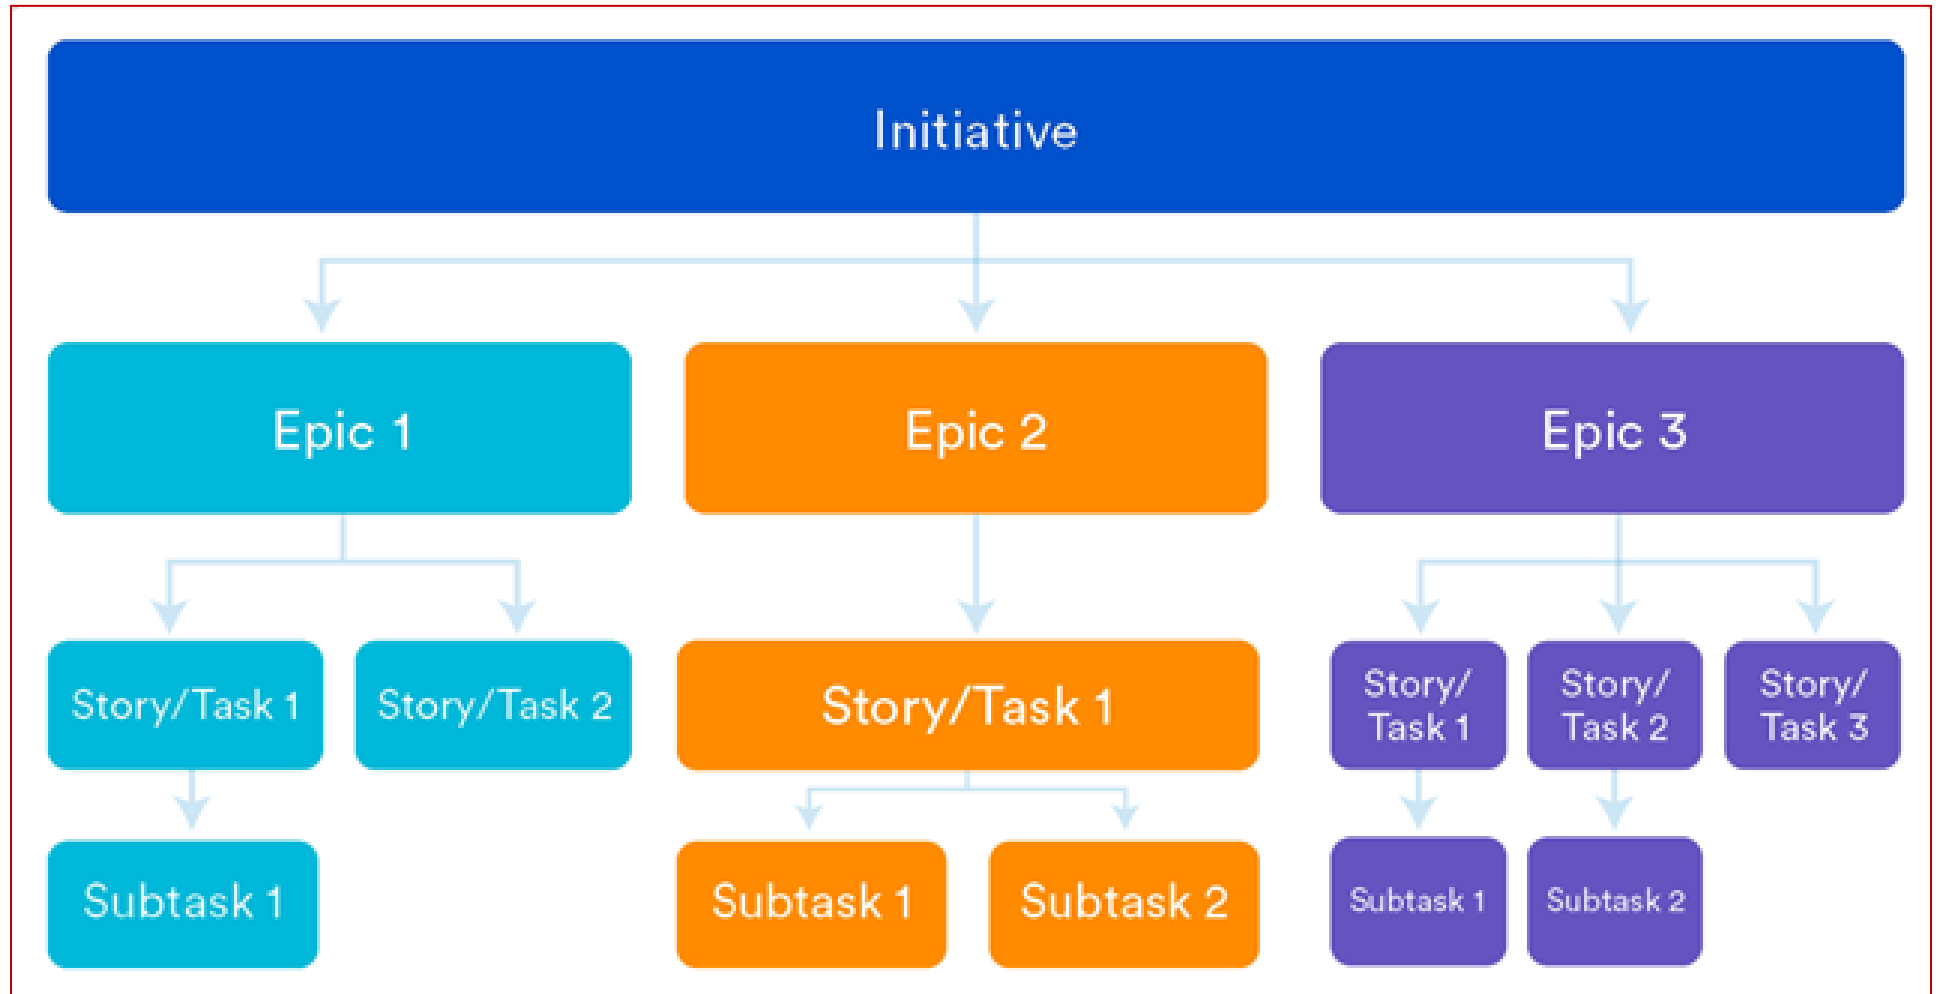 Initiative
Epic 1
Epic 2
Epic 3
Story/Task 1
Story/Task 2
Story/Task 1
Story/
Task 1
Story/
Task 2
Story/
Task 3
Subtask 1
Subtask 1
Subtask 2
Subtask 1
Subtask 2